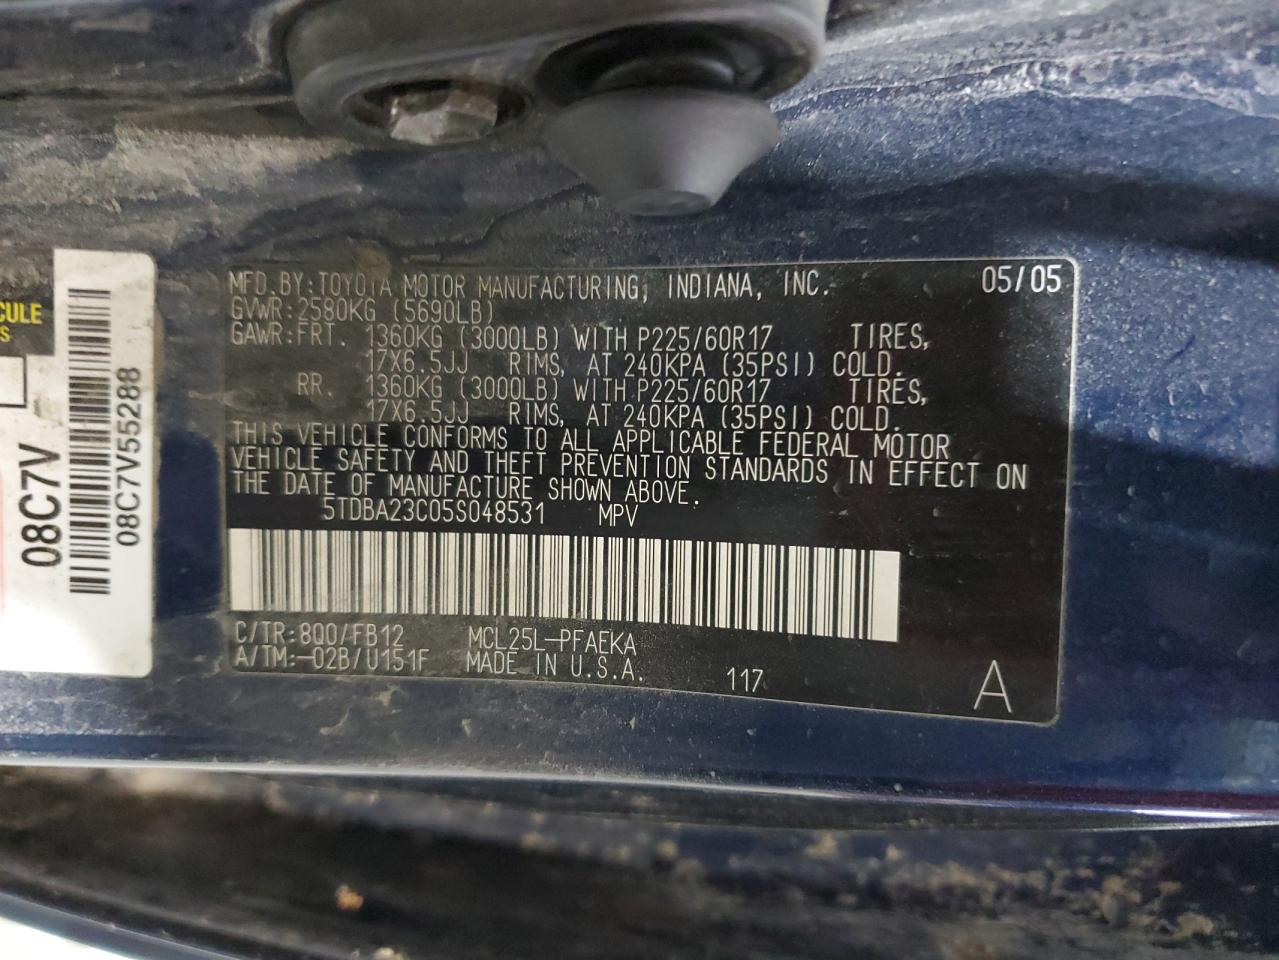 MFD.BY:TOYOTA MOTOR MANUFACTURING, INDIANA, INC. 05/05
GVWR:2580KG (5690LB)
GAWR:FRT. 1360KG (3000LB) WITH P225/60R17 TIRES,
17X6.5JJ RIMS, AT 240KPA (35PSI) COLD.
RR. 1360KG (3000LB) WITH P225/60R17 TIRES,
17X6.5JJ RIMS, AT 240KPA (35PSI) COLD.
THIS VEHICLE CONFORMS TO ALL APPLICABLE FEDERAL MOTOR
VEHICLE SAFETY AND THEFT PREVENTION STANDARDS IN EFFECT ON
THE DATE OF MANUFACTURE SHOWN ABOVE.
5TDBA23C05S048531 MPV
C/TR:8Q0/FB12 MCL25L-PFAEKA
A/TM:-02B/U151F MADE IN U.S.A. 117 A
CULE
S
08C7V
08C7V55288